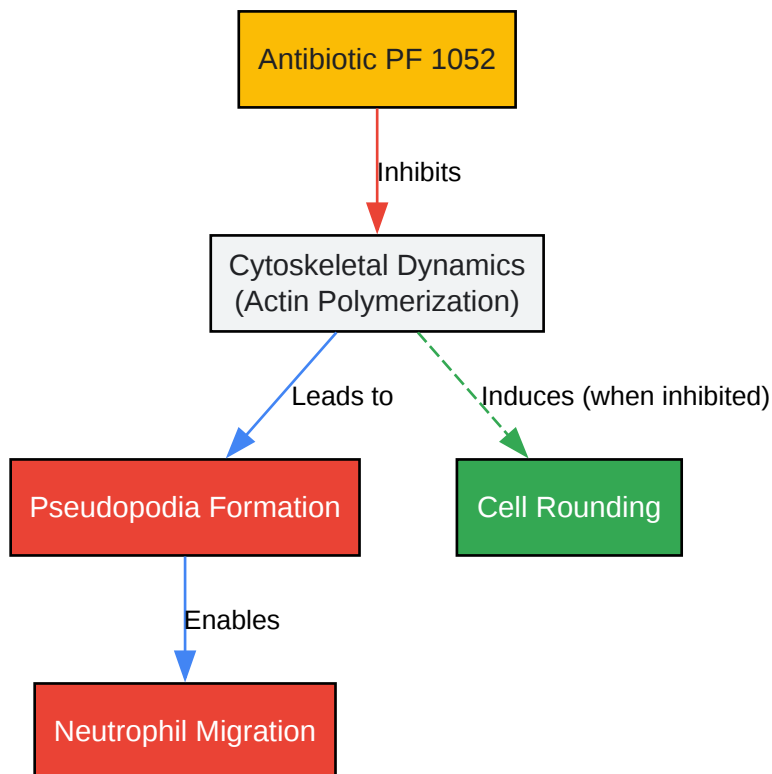 Antibiotic PF 1052
Inhibits
Cytoskeletal Dynamics
(Actin Polymerization)
Leads to
Induces (when inhibited)
Pseudopodia Formation
Cell Rounding
Enables
Neutrophil Migration